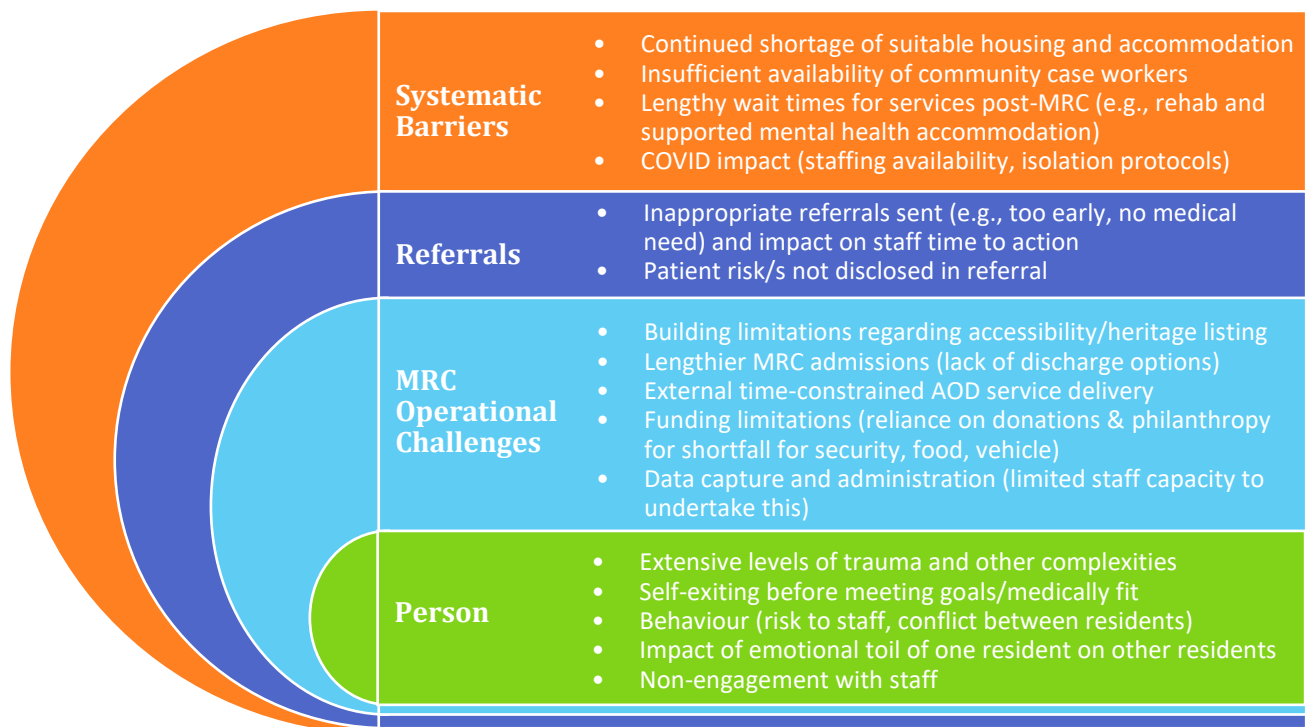 Systematic
Barriers
• Continued shortage of suitable housing and accommodation
• Insufficient availability of community case workers
• Lengthy wait times for services post-MRC (e.g., rehab and
supported mental health accommodation)
• COVID impact (staffing availability, isolation protocols)
Referrals
• Inappropriate referrals sent (e.g., too early, no medical
need) and impact on staff time to action
• Patient risk/s not disclosed in referral
MRC
Operational
Challenges
• Building limitations regarding accessibility/heritage listing
• Lengthier MRC admissions (lack of discharge options)
• External time-constrained AOD service delivery
• Funding limitations (reliance on donations & philanthropy
for shortfall for security, food, vehicle)
• Data capture and administration (limited staff capacity to
undertake this)
Person
• Extensive levels of trauma and other complexities
• Self-exiting before meeting goals/medically fit
• Behaviour (risk to staff, conflict between residents)
• Impact of emotional toil of one resident on other residents
• Non-engagement with staff